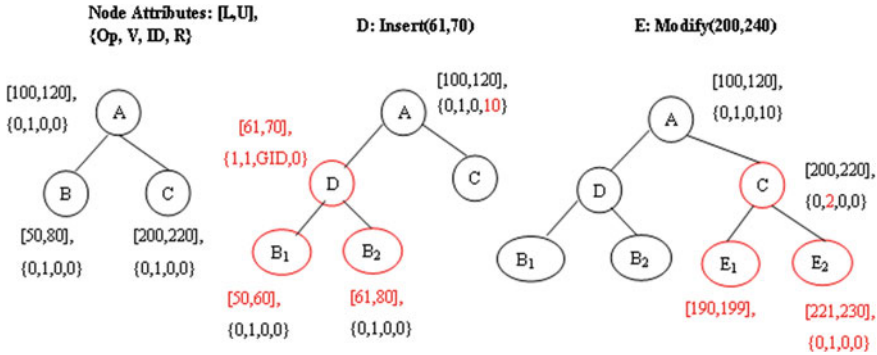 Node Attributes: [L,U],
{Op, V, ID, R}
D: Insert(61,70)
E: Modify(200,240)
[100,120],
{0,1,0,0}
A
B
C
[50,80],
{0,1,0,0}
[200,220],
{0,1,0,0}
[100,120],
{0,1,0,10}
A
[61,70],
{1,1,GID,0}
D
C
B1
B2
[50,60],
{0,1,0,0}
[61,80],
{0,1,0,0}
[100,120],
{0,1,0,10}
A
[200,220],
{0,2,0,0}
D
C
B1
B2
E1
E2
[190,199],
[221,230],
{0,1,0,0}